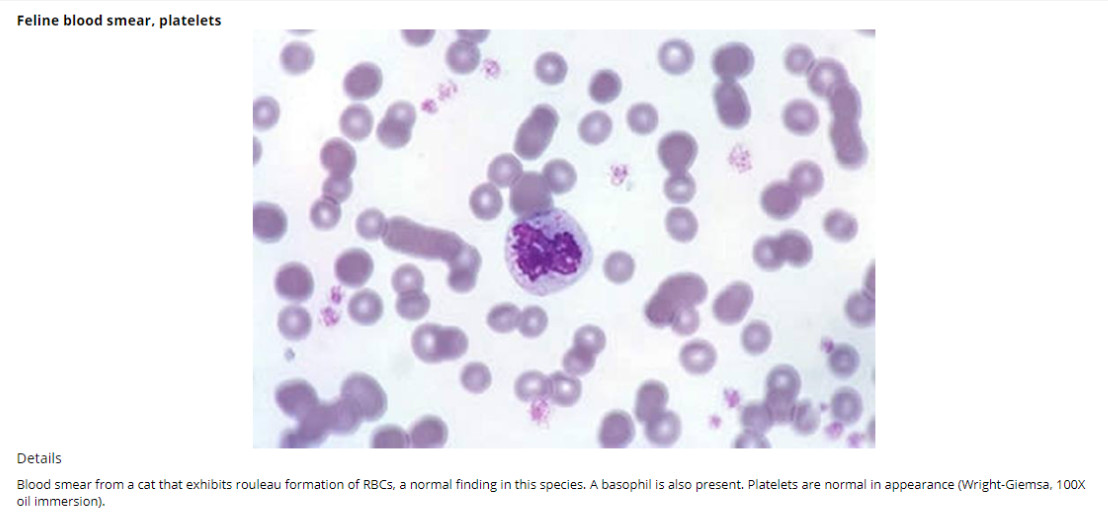 Feline blood smear, platelets
Details
Blood smear from a cat that exhibits rouleau formation of RBCs, a normal finding in this species. A basophil is also present. Platelets are normal in appearance (Wright-Giemsa, 100X
oil immersion).